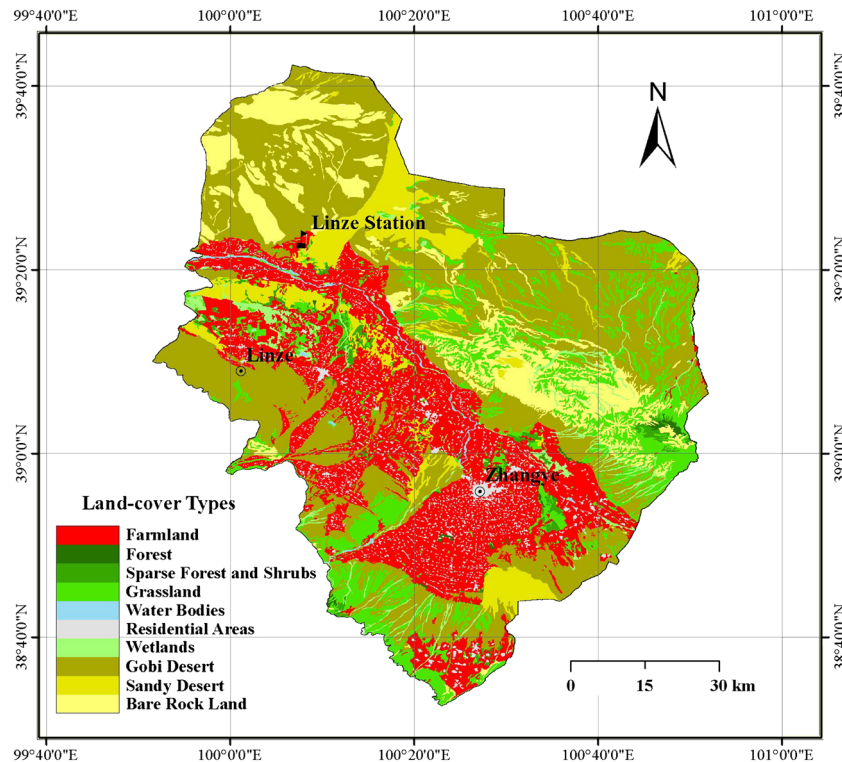 99°40'0"E 100°0'0"E 100°20'0"E 100°40'0"E 101°0'0"E
39°40'0"N 39°40'0"N
N
Linze Station
39°20'0"N 39°20'0"N
Linze
39°0'0"N 39°0'0"N
Zhangye
Land-cover Types
Farmland
Forest
Sparse Forest and Shrubs
Grassland
Water Bodies
Residential Areas
Wetlands
Gobi Desert
Sandy Desert
Bare Rock Land
38°40'0"N 38°40'0"N
0 15 30 km
99°40'0"E 100°0'0"E 100°20'0"E 100°40'0"E 101°0'0"E